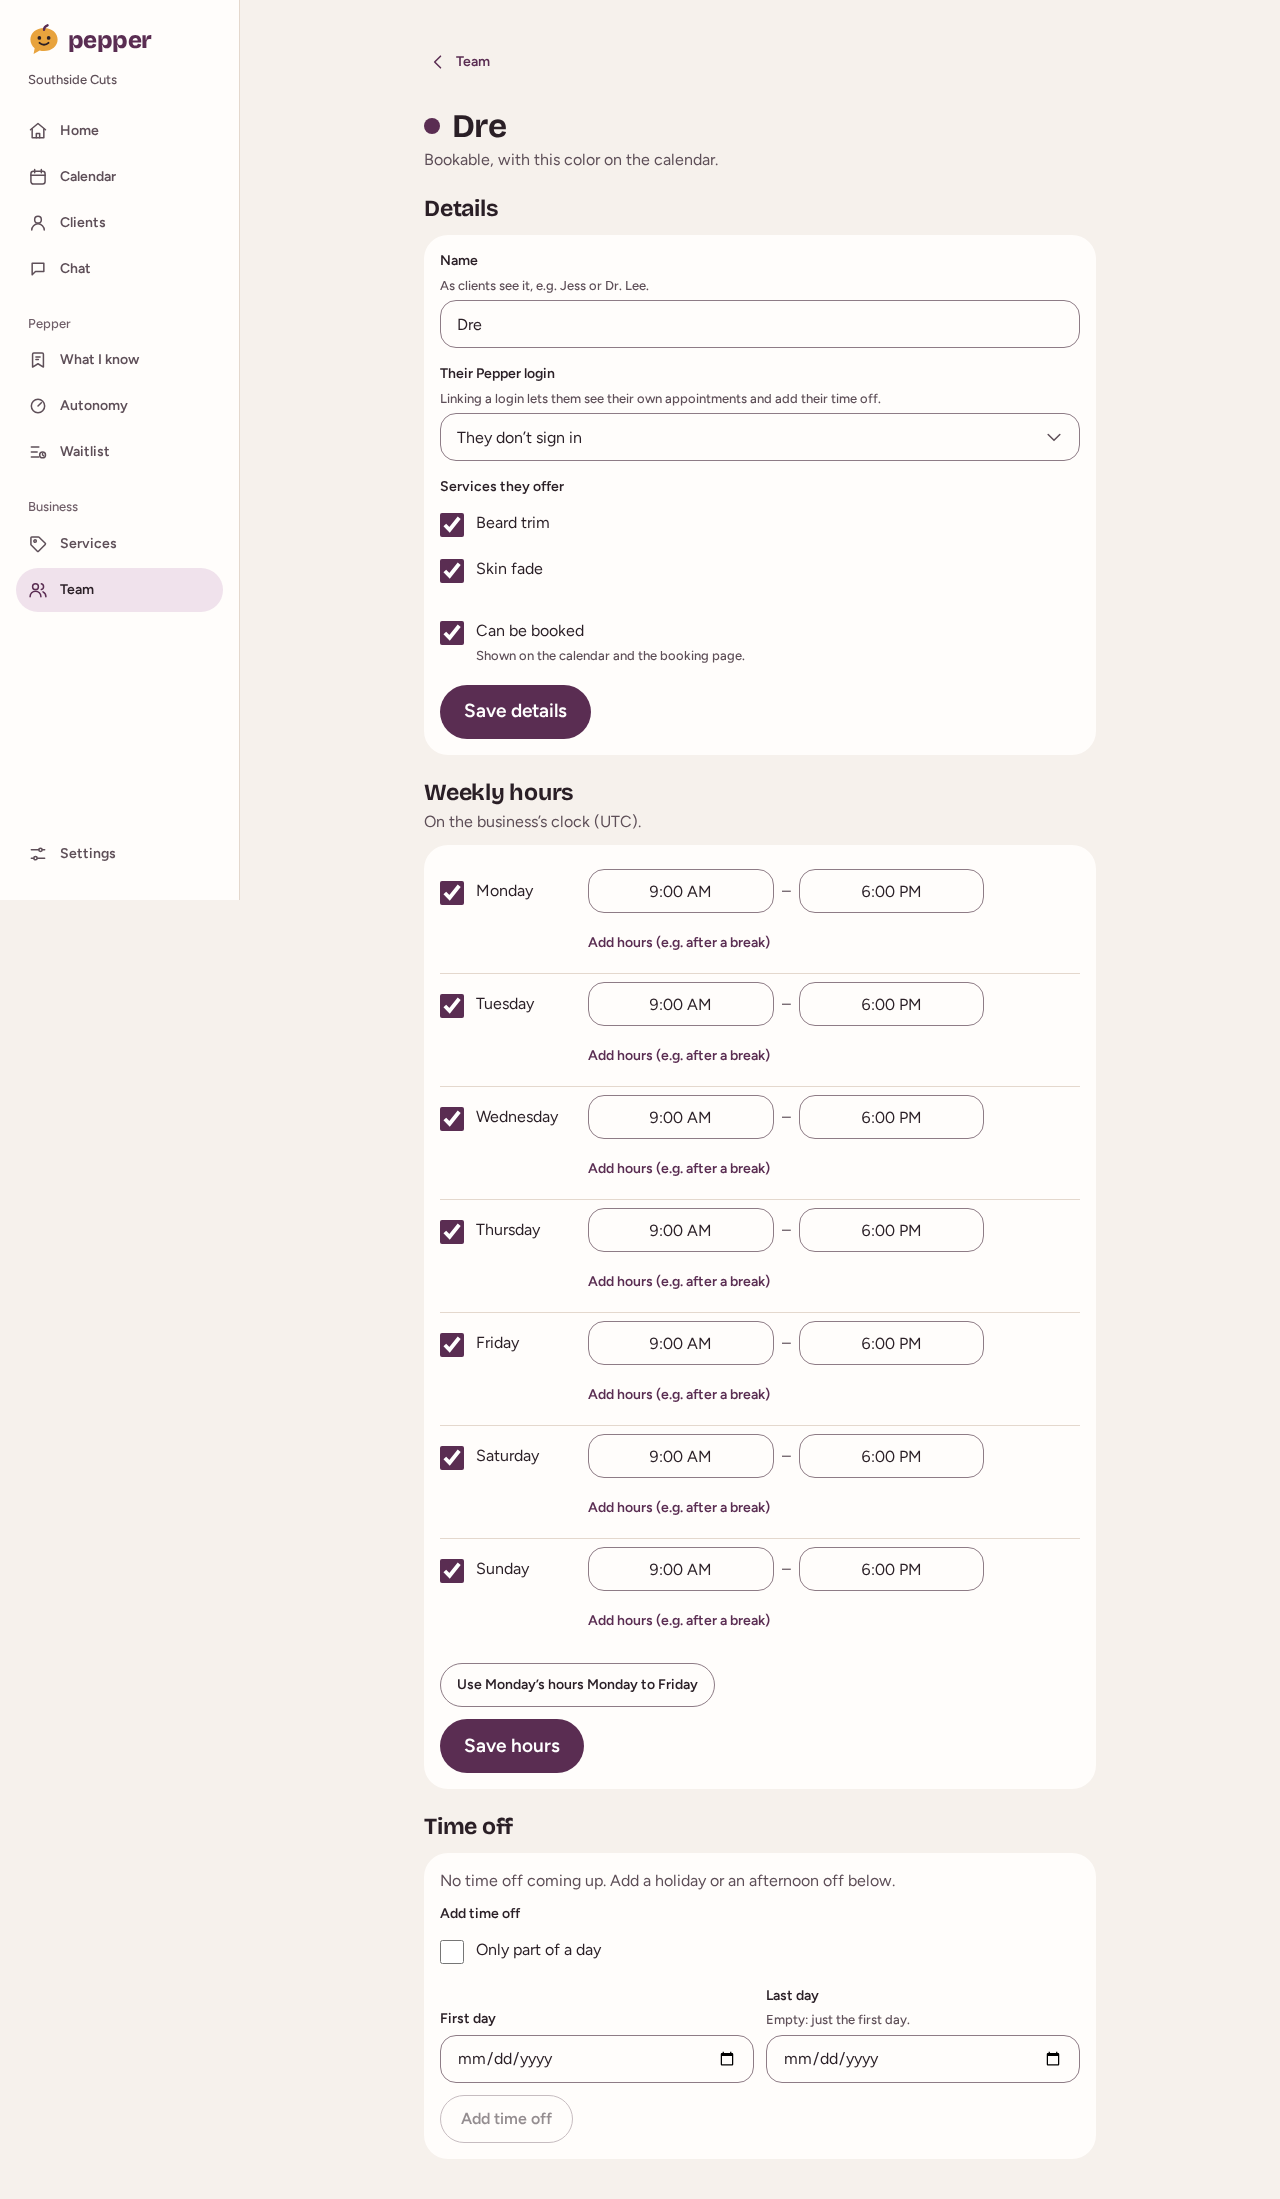 pepper
Southside Cuts
Home
Calendar
Clients
Chat
Pepper
What I know
Autonomy
Waitlist
Business
Services
Team
Settings
Team
Dre
Bookable, with this color on the calendar.
Details
Name
As clients see it, e.g. Jess or Dr. Lee.
Dre
Their Pepper login
Linking a login lets them see their own appointments and add their time off.
They don’t sign in
Services they offer
Beard trim
Skin fade
Can be booked
Shown on the calendar and the booking page.
Save details
Weekly hours
On the business’s clock (UTC).
Monday 9:00 AM – 6:00 PM
Add hours (e.g. after a break)
Tuesday 9:00 AM – 6:00 PM
Add hours (e.g. after a break)
Wednesday 9:00 AM – 6:00 PM
Add hours (e.g. after a break)
Thursday 9:00 AM – 6:00 PM
Add hours (e.g. after a break)
Friday 9:00 AM – 6:00 PM
Add hours (e.g. after a break)
Saturday 9:00 AM – 6:00 PM
Add hours (e.g. after a break)
Sunday 9:00 AM – 6:00 PM
Add hours (e.g. after a break)
Use Monday’s hours Monday to Friday
Save hours
Time off
No time off coming up. Add a holiday or an afternoon off below.
Add time off
Only part of a day
First day
mm/dd/yyyy
Last day
Empty: just the first day.
mm/dd/yyyy
Add time off